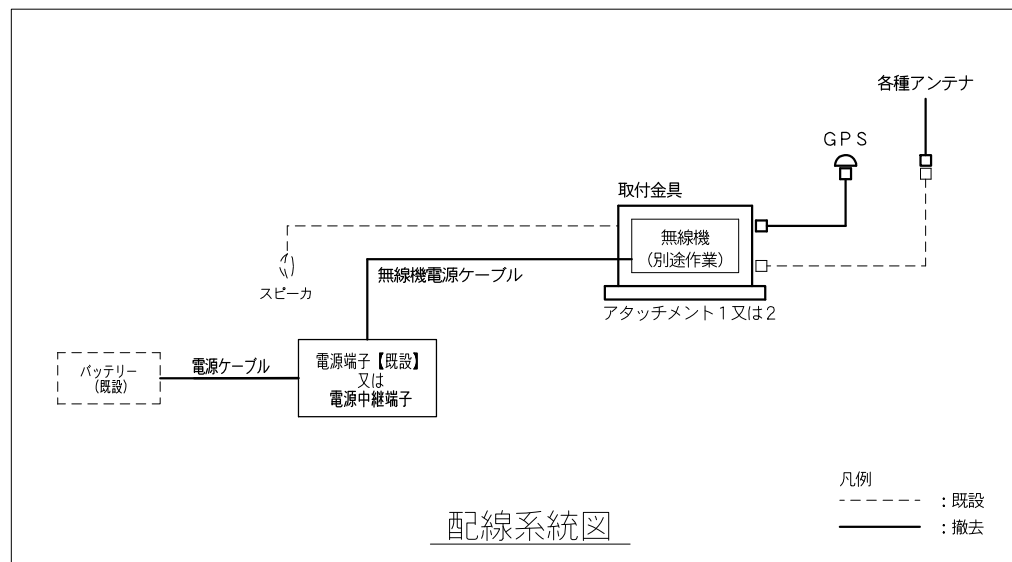 各種アンテナ
GPS
取付金具
無線機
(別途作業)
無線機電源ケーブル
スピーカ
アタッチメント1又は2
バッテリー
(既設)
電源ケーブル
電源端子【既設】
又は
電源中継端子
凡例
:既設
:撤去
配線系統図